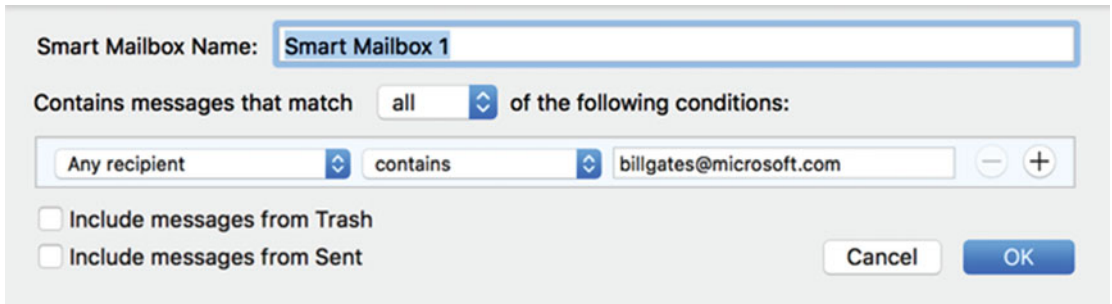 Smart Mailbox Name: Smart Mailbox 1
Contains messages that match all of the following conditions:
Any recipient contains billgates@microsoft.com
Include messages from Trash
Include messages from Sent
Cancel OK